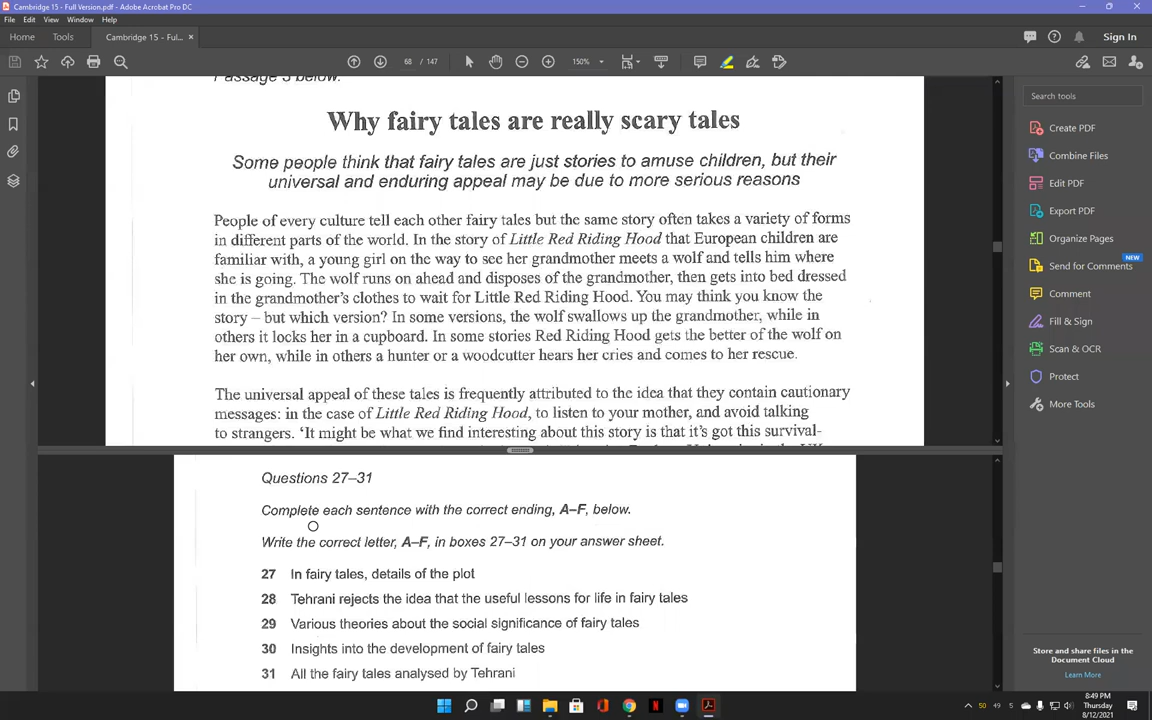 Cambridge 15 - Full Version.pdf - Adobe Acrobat Pro DC
File Edit View Window Help
Home Tools Cambridge 15 - Ful... × Sign In
68 / 147 150%
Passage 3 below.
Why fairy tales are really scary tales
Some people think that fairy tales are just stories to amuse children, but their
universal and enduring appeal may be due to more serious reasons
People of every culture tell each other fairy tales but the same story often takes a variety of forms
in different parts of the world. In the story of Little Red Riding Hood that European children are
familiar with, a young girl on the way to see her grandmother meets a wolf and tells him where
she is going. The wolf runs on ahead and disposes of the grandmother, then gets into bed dressed
in the grandmother's clothes to wait for Little Red Riding Hood. You may think you know the
story – but which version? In some versions, the wolf swallows up the grandmother, while in
others it locks her in a cupboard. In some stories Red Riding Hood gets the better of the wolf on
her own, while in others a hunter or a woodcutter hears her cries and comes to her rescue.
The universal appeal of these tales is frequently attributed to the idea that they contain cautionary
messages: in the case of Little Red Riding Hood, to listen to your mother, and avoid talking
to strangers. 'It might be what we find interesting about this story is that it's got this survival-
Questions 27–31
Complete each sentence with the correct ending, A–F, below.
Write the correct letter, A–F, in boxes 27–31 on your answer sheet.
27 In fairy tales, details of the plot
28 Tehrani rejects the idea that the useful lessons for life in fairy tales
29 Various theories about the social significance of fairy tales
30 Insights into the development of fairy tales
31 All the fairy tales analysed by Tehrani
Search tools
Create PDF
Combine Files
Edit PDF
Export PDF
Organize Pages
NEW
Send for Comments
Comment
Fill & Sign
Scan & OCR
Protect
More Tools
Store and share files in the
Document Cloud
Learn More
50 49 5
8:49 PM
Thursday
8/12/2021